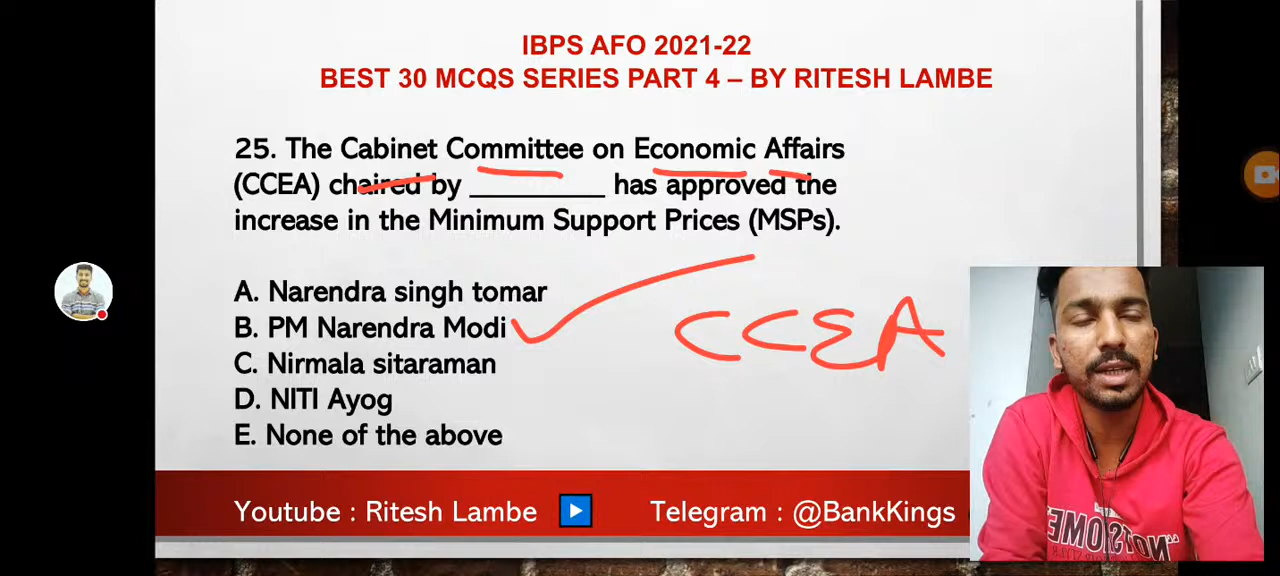 IBPS AFO 2021-22
BEST 30 MCQS SERIES PART 4 – BY RITESH LAMBE
25. The Cabinet Committee on Economic Affairs
(CCEA) chaired by __________ has approved the
increase in the Minimum Support Prices (MSPs).
A. Narendra singh tomar
B. PM Narendra Modi
C. Nirmala sitaraman
D. NITI Ayog
E. None of the above
CCEA
Youtube : Ritesh Lambe
Telegram : @BankKings